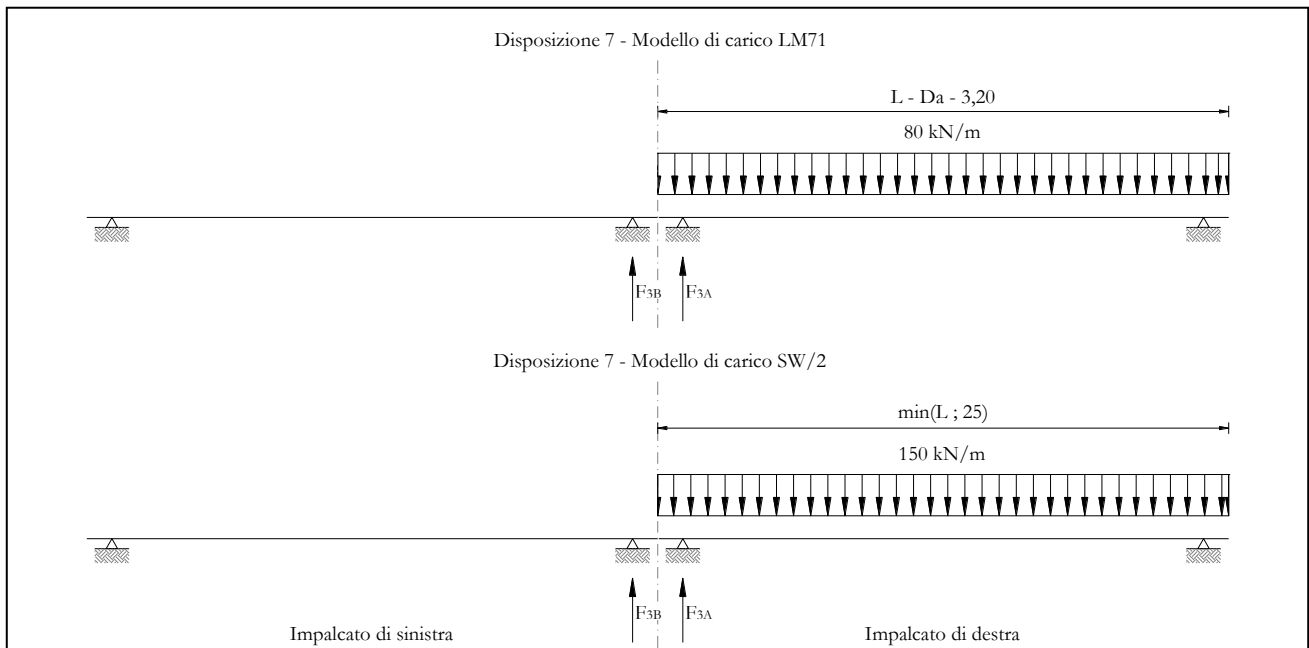 Disposizione 7 - Modello di carico LM71
L - Da - 3,20
80 kN/m
F3B
F3A
Disposizione 7 - Modello di carico SW/2
min(L ; 25)
150 kN/m
F3B
F3A
Impalcato di sinistra
Impalcato di destra